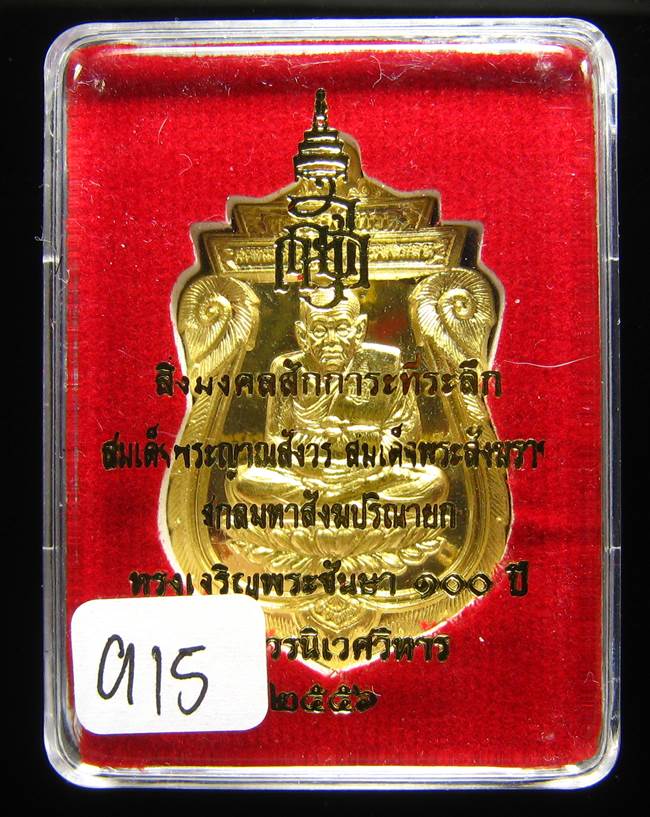 สิ่งมงคลสักการะที่ระลึก
สมเด็จพระญาณสังวร สมเด็จพระสังฆราช
สกลมหาสังฆปริณายก
ทรงเจริญพระชันษา ๑๐๐ ปี
วรนิเวศวิหาร
๒๕๕๖
915